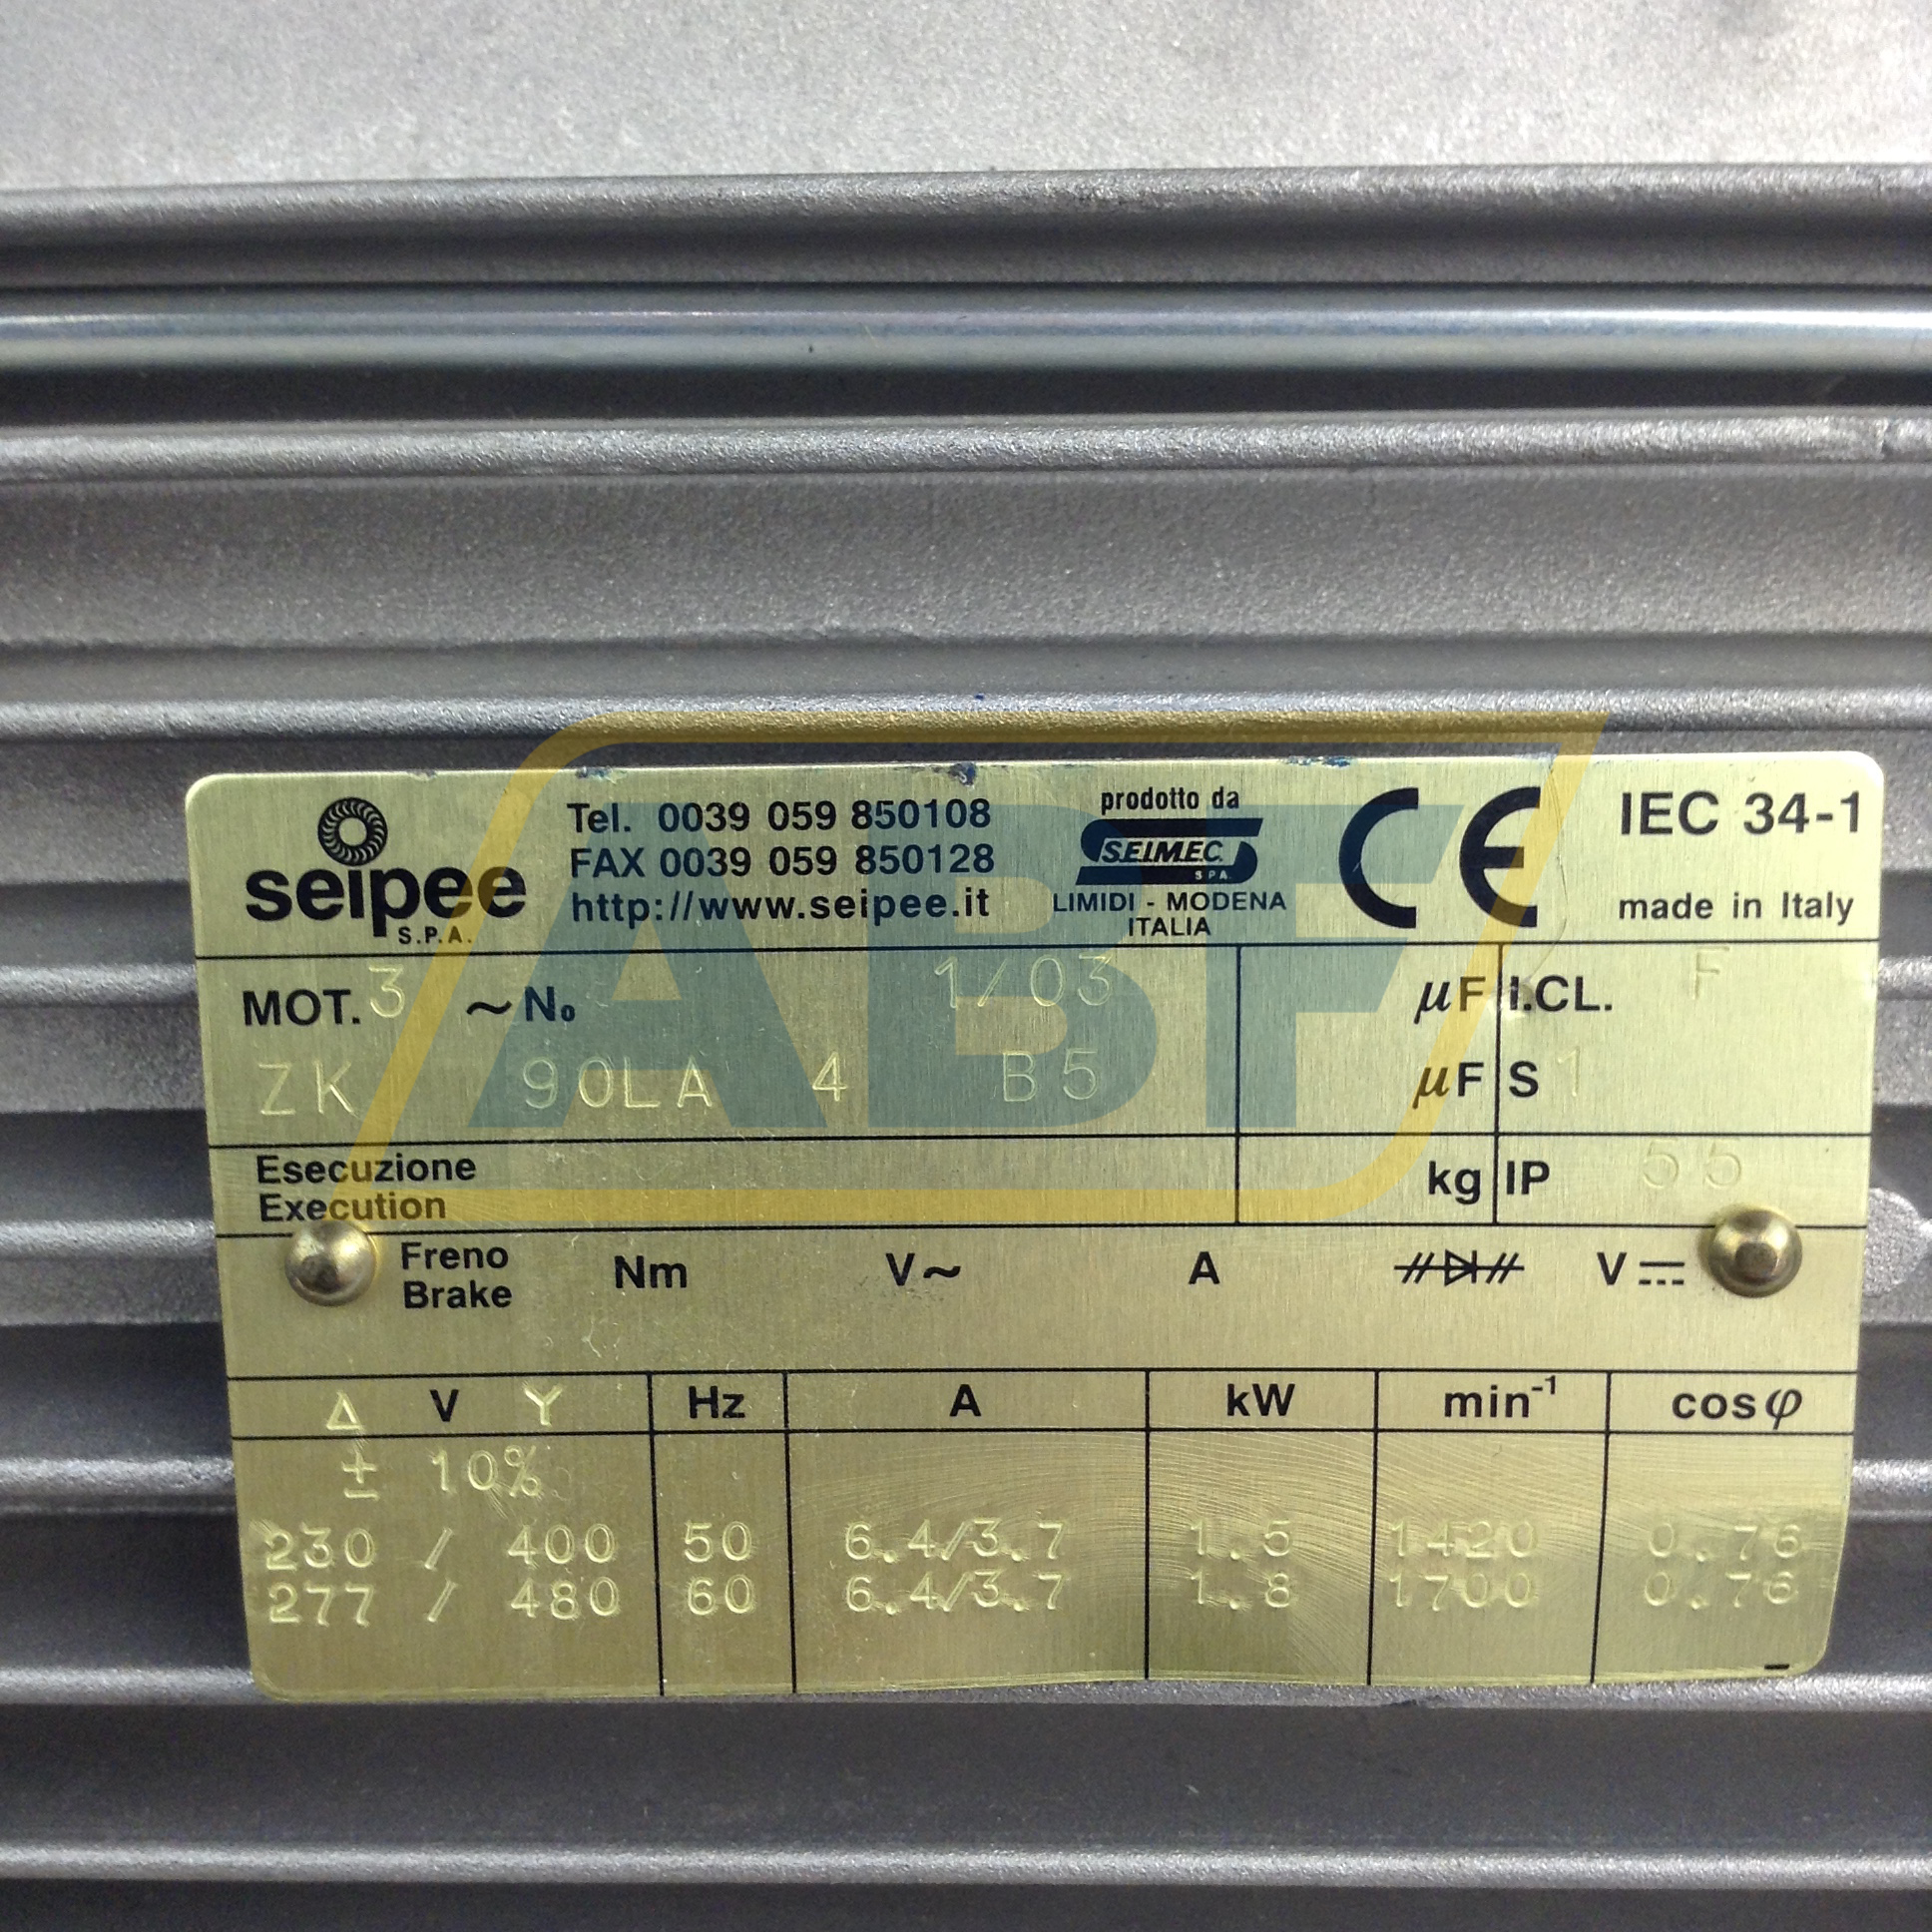 seipee
S.P.A.
Tel. 0039 059 850108
FAX 0039 059 850128
http://www.seipee.it
prodotto da
SEIMEC
SPA
LIMIDI - MODENA
ITALIA
CE
IEC 34-1
made in Italy
MOT. 3 ~ No 1/03 μF I.CL. F
ZK 90LA 4 B5 μF S 1
Esecuzione
Execution
kg IP 55
Freno
Brake
Nm V~ A V
Δ V Y Hz A kW min-1 cosφ
± 10%
230 / 400 50 6.4/3.7 1.5 1420 0.76
277 / 480 60 6.4/3.7 1.8 1700 0.76
ABF